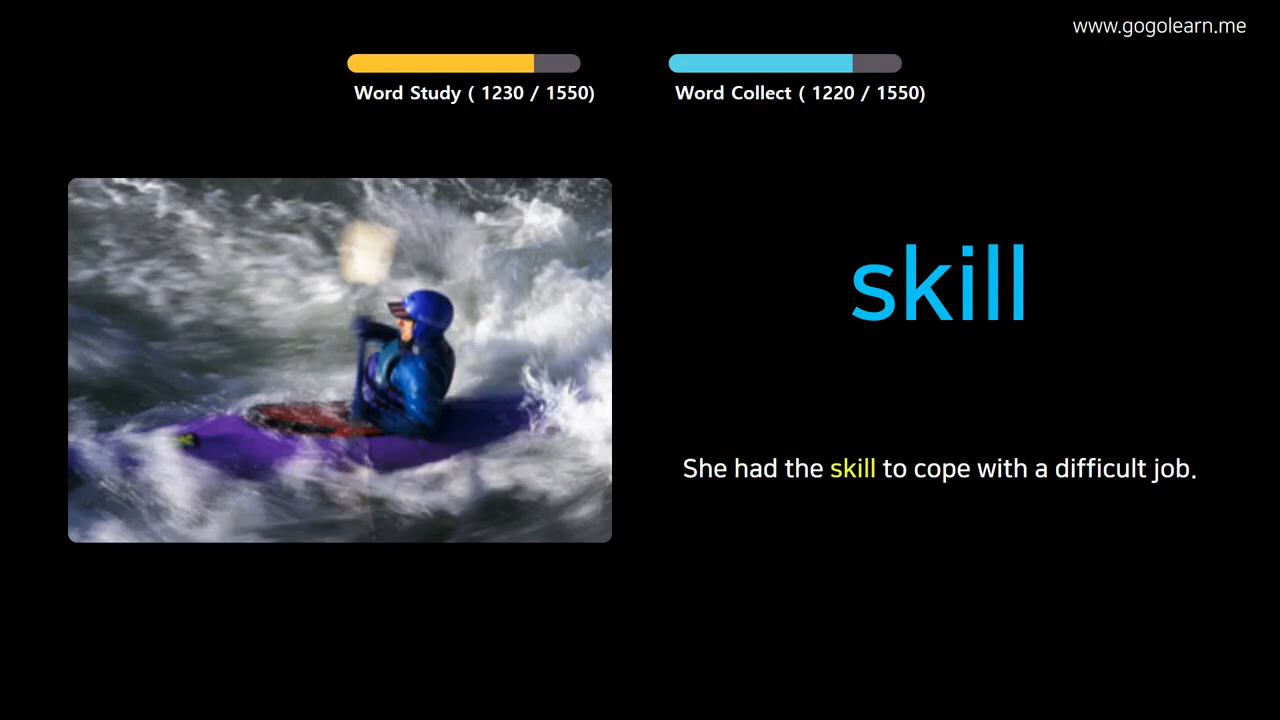 www.gogolearn.me
Word Study ( 1230 / 1550)
Word Collect ( 1220 / 1550)
skill
She had the skill to cope with a difficult job.